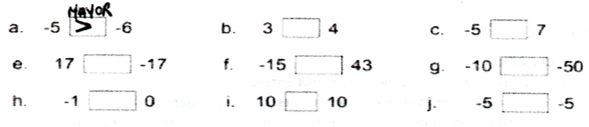 MAYOR
a. -5 > -6 b. 3 4 c. -5 7
e. 17 -17 f. -15 43 g. -10 -50
h. -1 0 i. 10 10 j. -5 -5